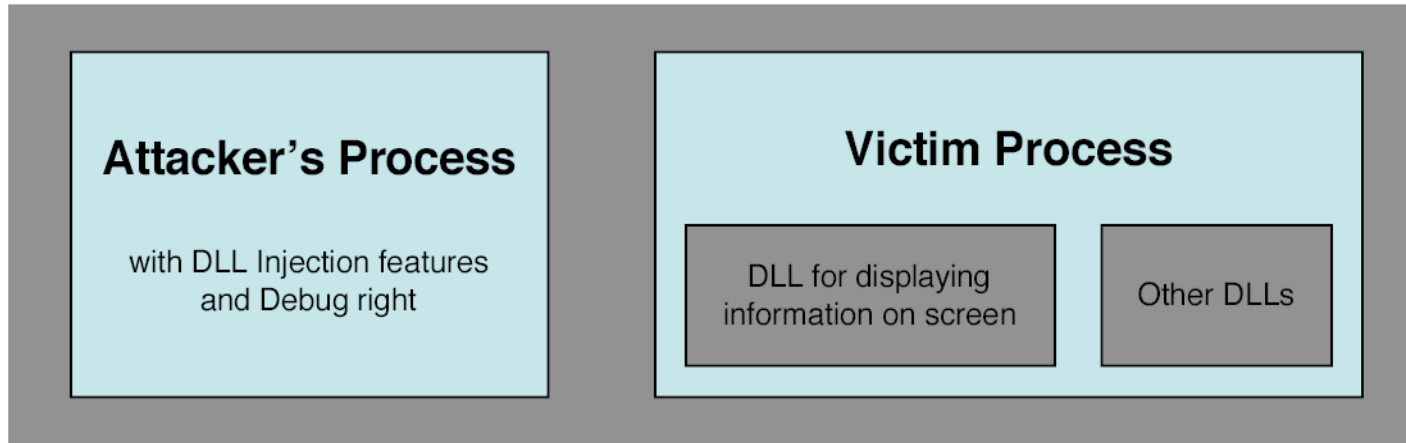 Attacker's Process
with DLL Injection features
and Debug right
Victim Process
DLL for displaying
information on screen
Other DLLs